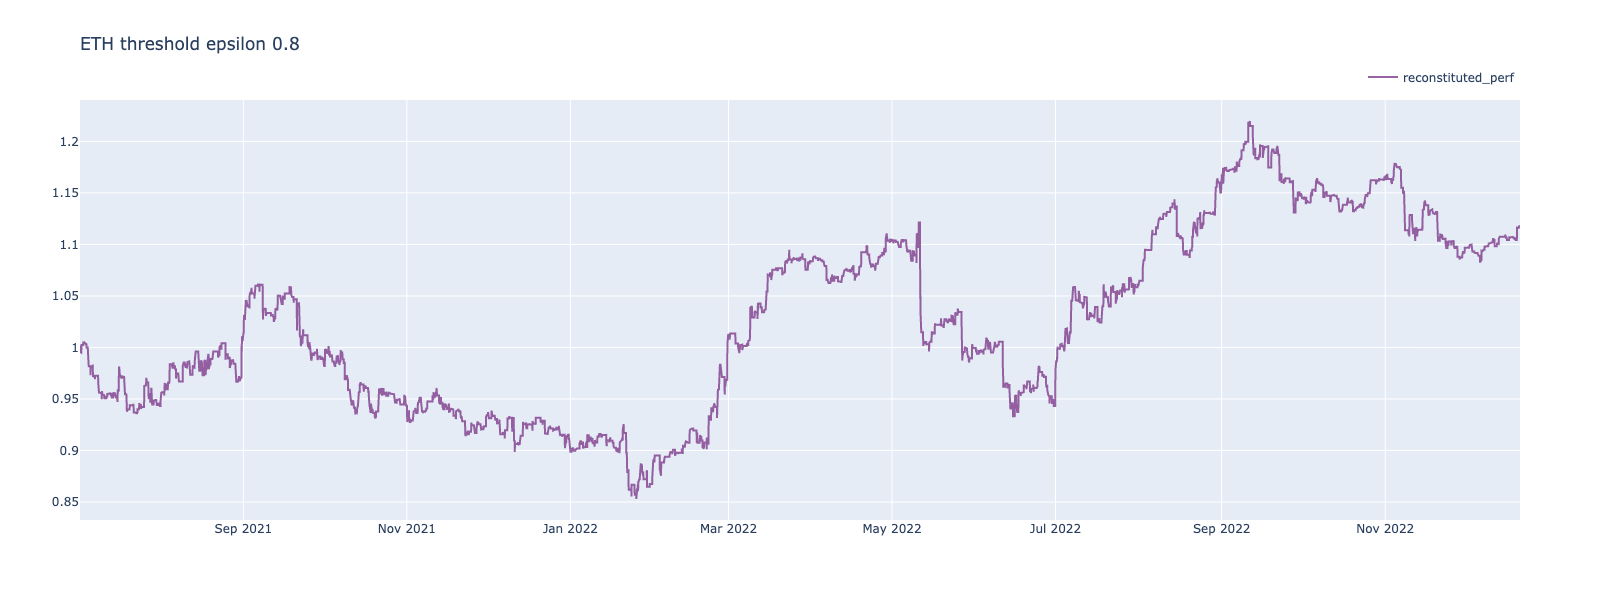 ETH threshold epsilon 0.8
reconstituted_perf
1.2
1.15
1.1
1.05
1
0.95
0.9
0.85
Sep 2021 Nov 2021 Jan 2022 Mar 2022 May 2022 Jul 2022 Sep 2022 Nov 2022